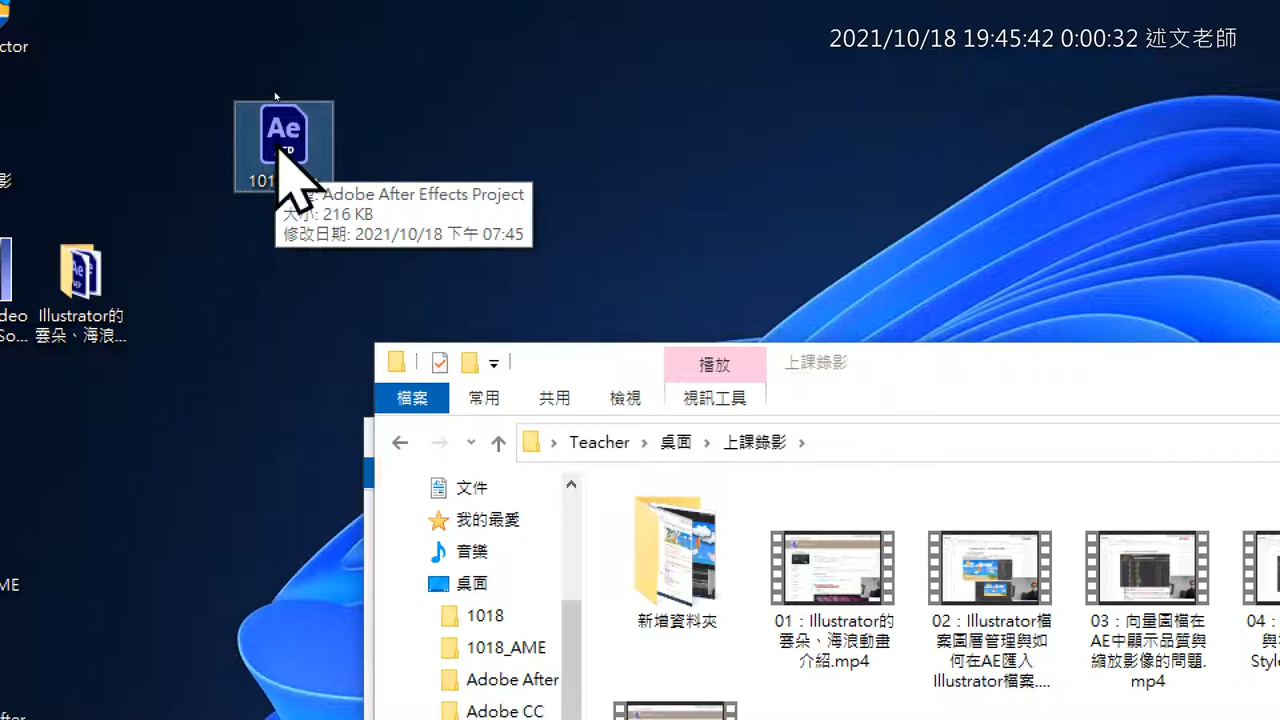 2021/10/18 19:45:42 0:00:32 述文老師
ctor
Ae
影
Adobe After Effects Project
大小: 216 KB
修改日期: 2021/10/18 下午 07:45
deo
So...
Illustrator的
雲朵、海浪...
播放
上課錄影
檔案
常用
共用
檢視
視訊工具
Teacher
桌面
上課錄影
文件
我的最愛
音樂
桌面
1018
1018_AME
Adobe After
Adobe CC
新增資料夾
01：Illustrator的
雲朵、海浪動畫
介紹.mp4
02：Illustrator檔
案圖層管理與如
何在AE匯入
Illustrator檔案....
03：向量圖檔在
AE中顯示品質與
縮放影像的問題.
mp4
04：
與
Style
ME